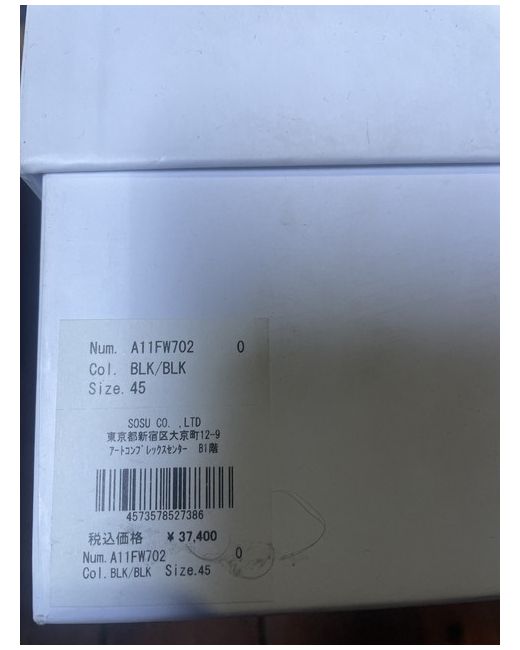 Num. A11FW702 0
Col. BLK/BLK
Size. 45
SOSU CO. ,LTD
東京都新宿区大京町12-9
ｱｰﾄｺﾝﾌﾟﾚｯｸｽｾﾝﾀｰ B1階
4573578527386
税込価格 ￥37,400
Num. A11FW702 0
Col. BLK/BLK Size. 45